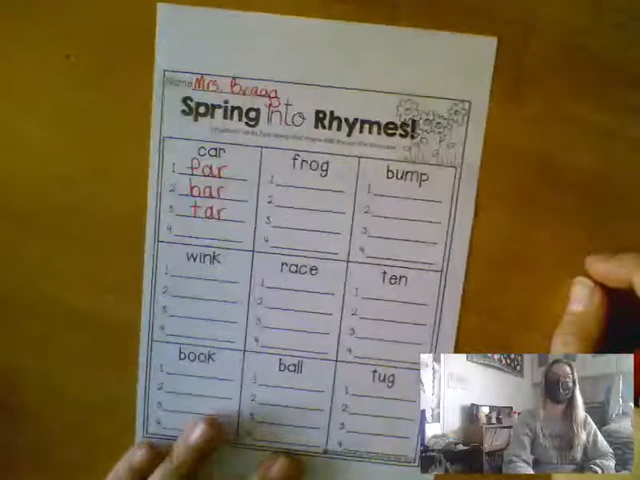 Name Mrs. Bragg
Spring into Rhymes!
car
1. Par
2. bar
3. tar
4.
frog
1.
2.
3.
4.
bump
1.
2.
3.
4.
wink
1.
2.
3.
4.
race
1.
2.
3.
4.
ten
1.
2.
3.
4.
book
1.
2.
3.
4.
ball
1.
2.
3.
tug
1.
2.
3.
4.